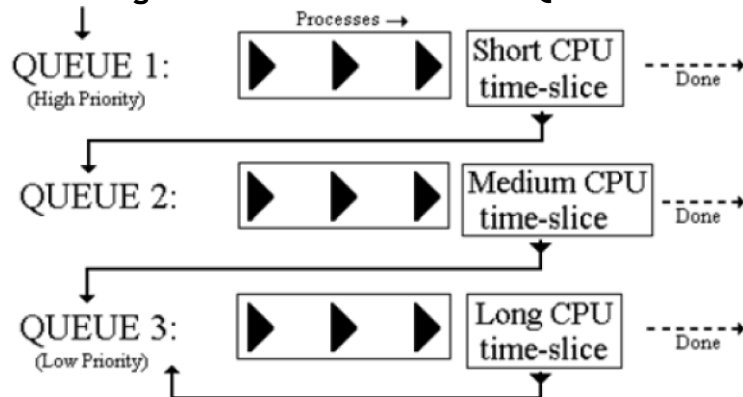 Processes →
QUEUE 1:
(High Priority)
Short CPU
time-slice
Done
QUEUE 2:
Medium CPU
time-slice
Done
QUEUE 3:
(Low Priority)
Long CPU
time-slice
Done